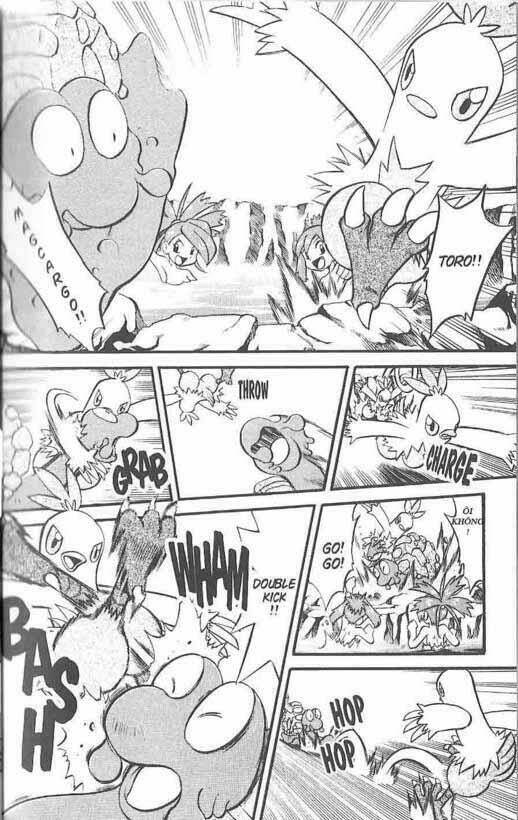 TORO!!
MAGCARGO!!
CHARGE
THROW
GRAB
ÔI
KHÔNG
!
GO!
GO!
HOP
HOP
WHAM
DOUBLE
KICK
!!
BASH